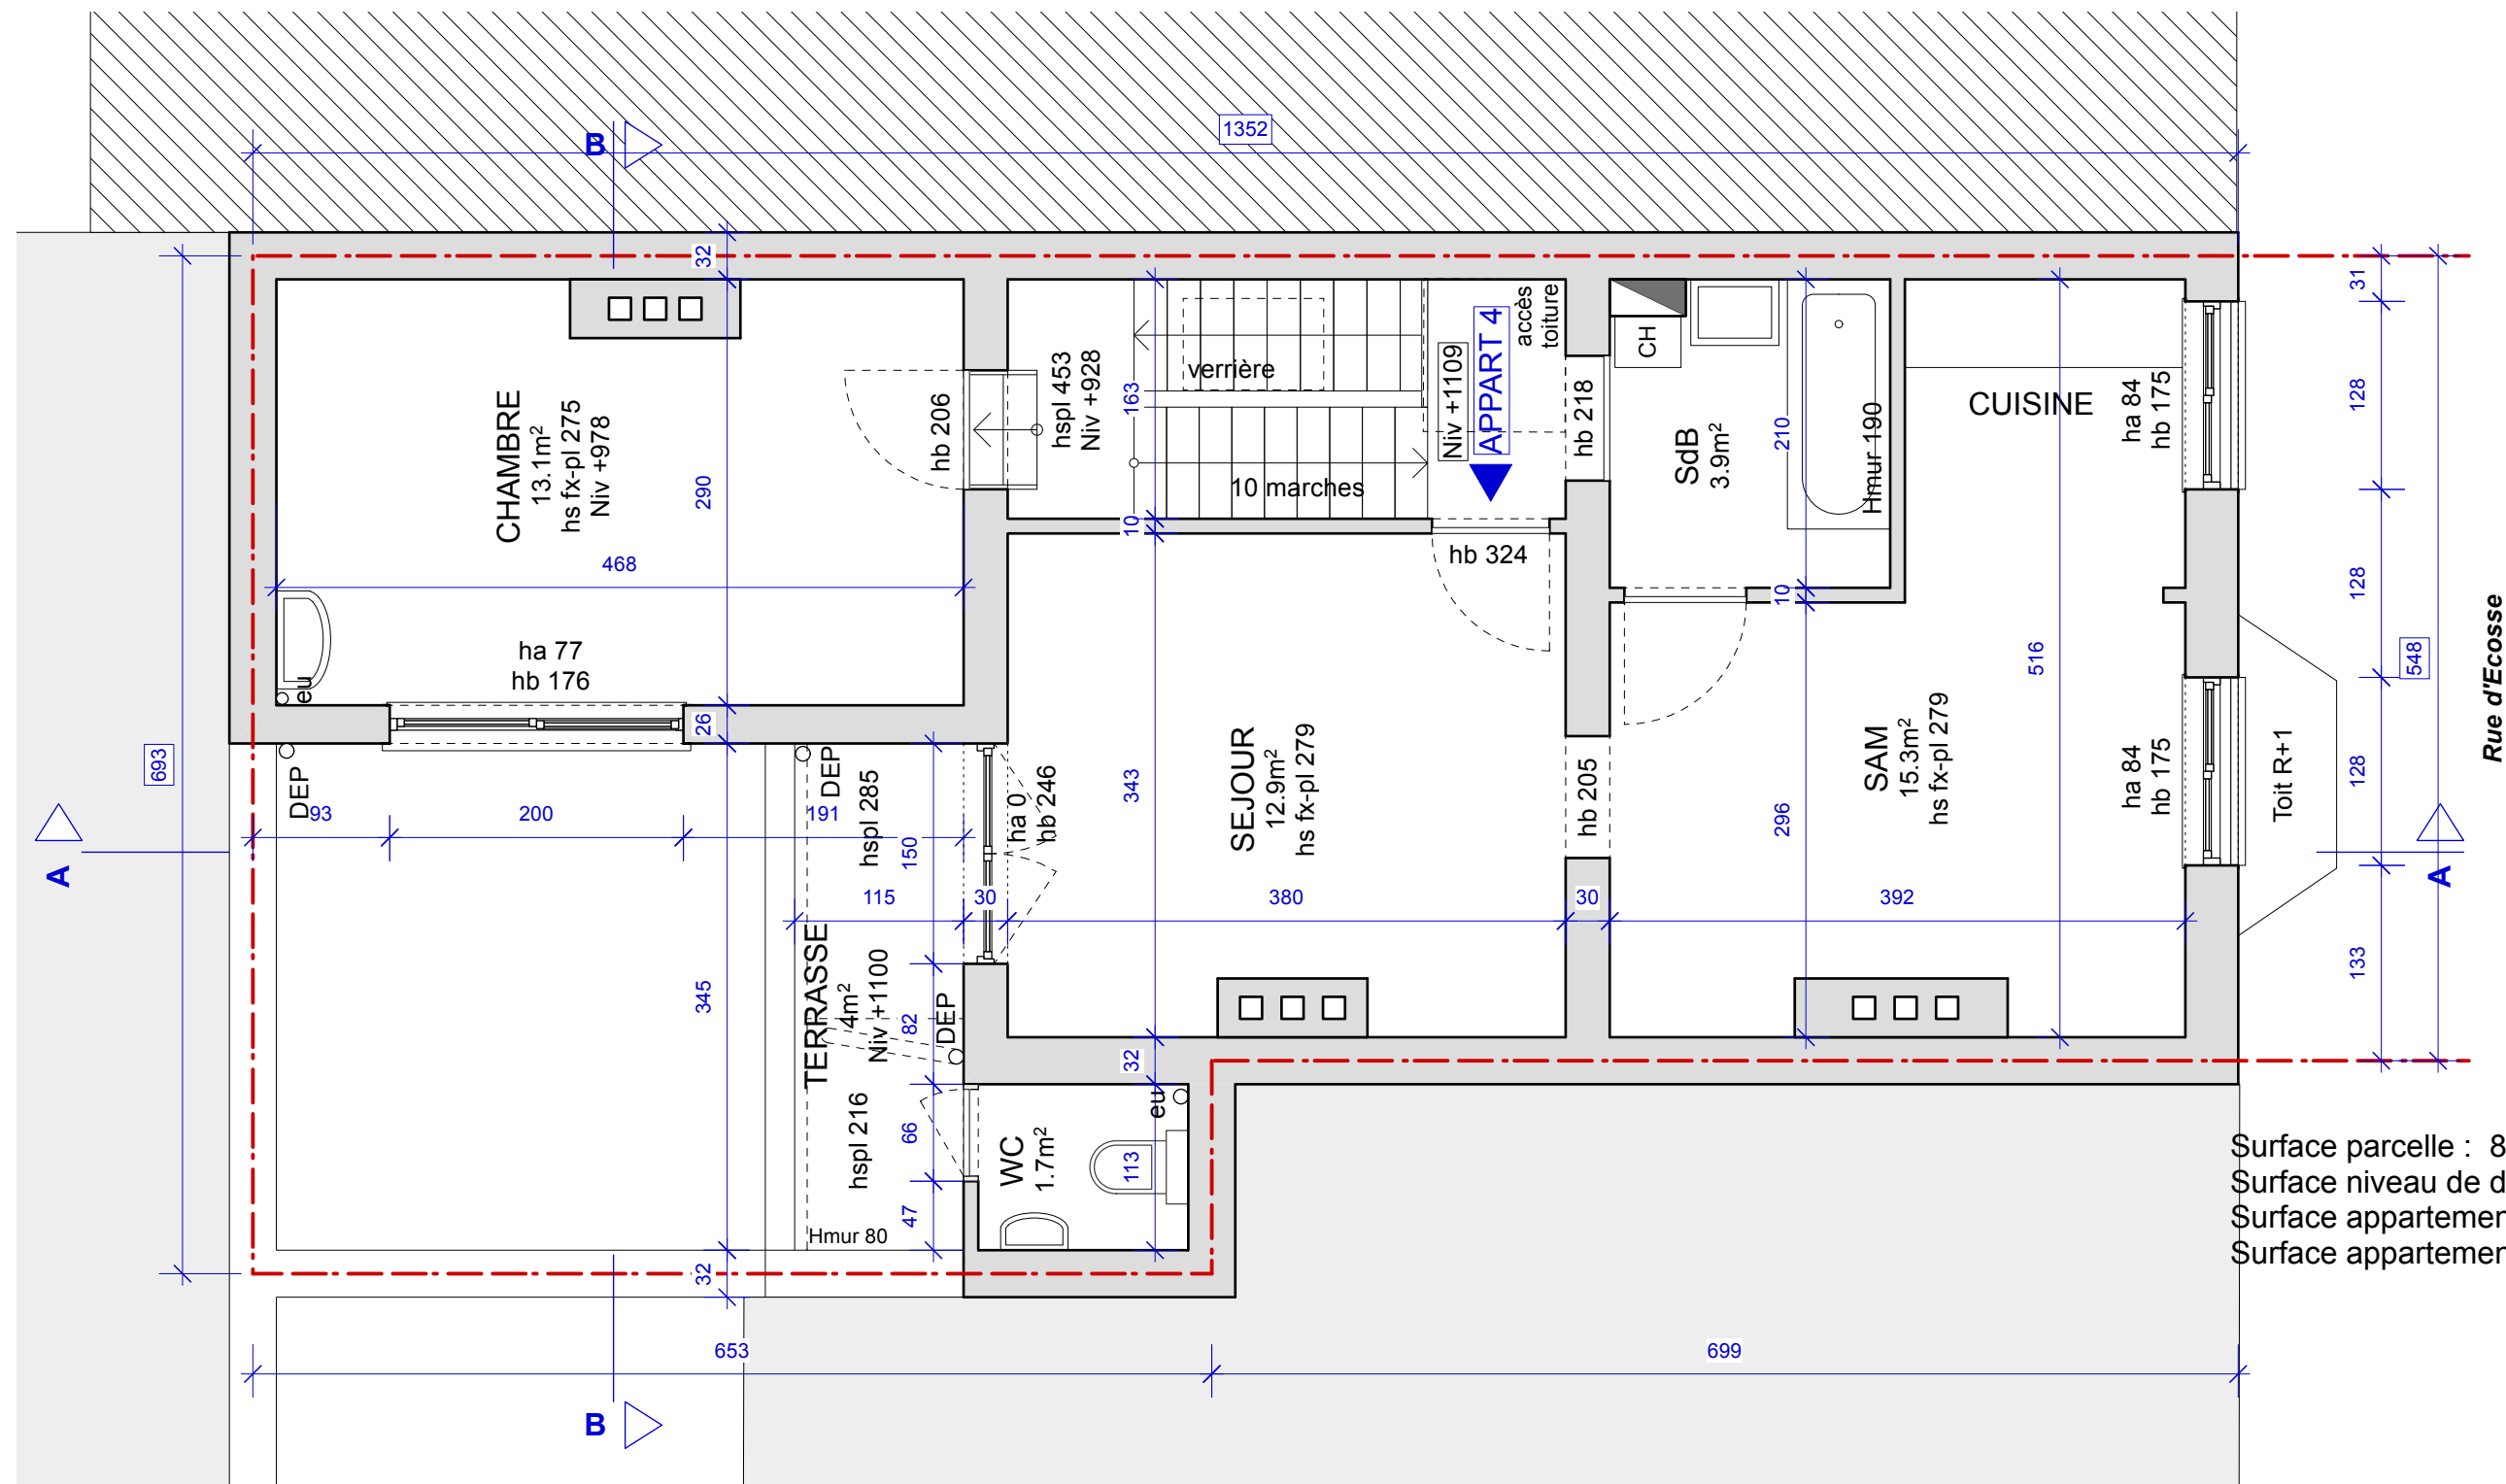 1352
B
32
31
accès
toiture
CHAMBRE
13.1m²
hs fx-pl 275
Niv +978
hb 206
hspl 453
Niv +928
163
verrière
10 marches
Niv +1109
APPART 4
hb 218
CH
SdB
3.9m²
210
Hmur 190
CUISINE
ha 84
hb 175
128
290
468
10
hb 324
10
128
516
548
Rue d'Ecosse
ha 77
hb 176
eu
26
693
DEP
93
200
191
DEP
hspl 285
150
ha 0
hb 246
343
SEJOUR
12.9m²
hs fx-pl 279
hb 205
296
SAM
15.3m²
hs fx-pl 279
ha 84
hb 175
128
Toit R+1
A
A
115
30
380
30
392
133
345
TERRASSE
4m²
Niv +1100
82
DEP
32
hspl 216
66
WC
1.7m²
eu
113
47
Hmur 80
32
Surface parcelle : 8
Surface niveau de d
Surface appartemen
Surface appartemen
653
699
B